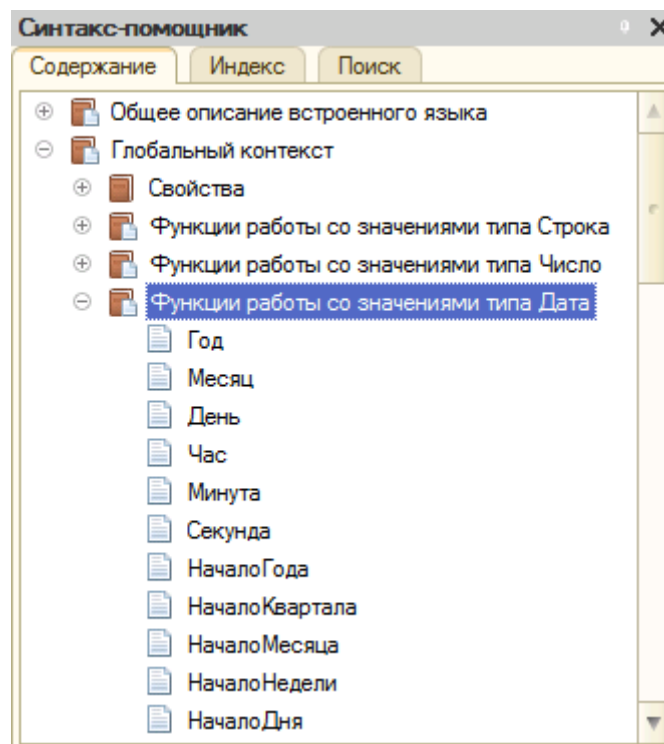 Синтакс-помощник
Содержание Индекс Поиск
Общее описание встроенного языка
Глобальный контекст
Свойства
Функции работы со значениями типа Строка
Функции работы со значениями типа Число
Функции работы со значениями типа Дата
Год
Месяц
День
Час
Минута
Секунда
НачалоГода
НачалоКвартала
НачалоМесяца
НачалоНедели
НачалоДня